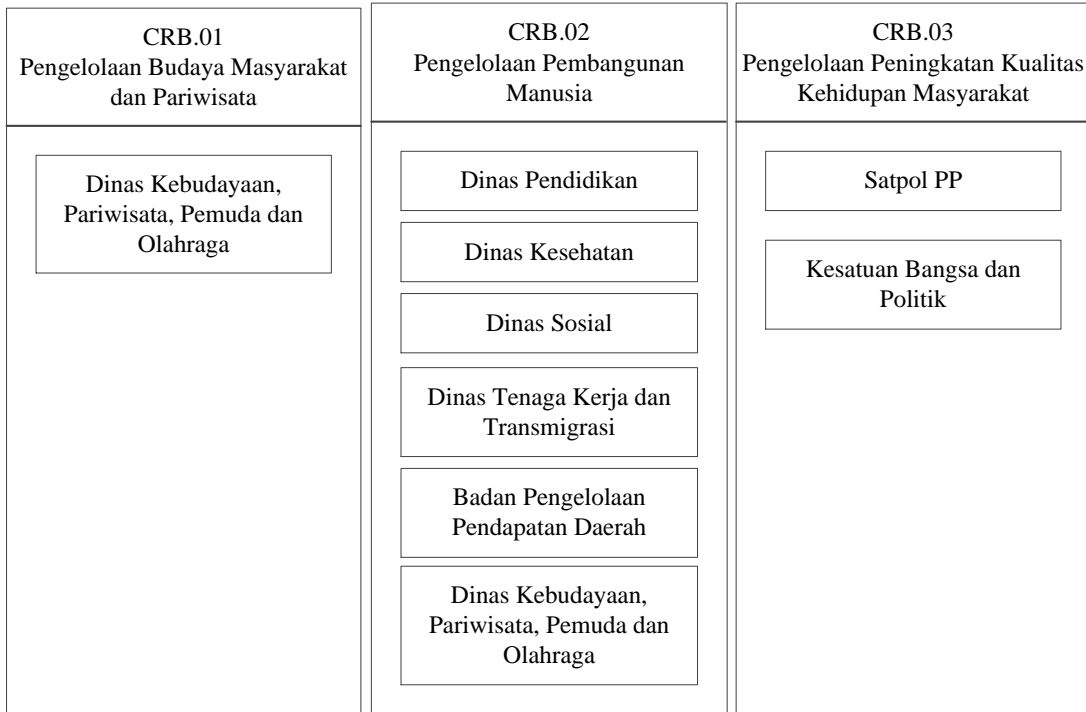 CRB.01
Pengelolaan Budaya Masyarakat
dan Pariwisata
Dinas Kebudayaan,
Pariwisata, Pemuda dan
Olahraga
CRB.02
Pengelolaan Pembangunan
Manusia
Dinas Pendidikan
Dinas Kesehatan
Dinas Sosial
Dinas Tenaga Kerja dan
Transmigrasi
Badan Pengelolaan
Pendapatan Daerah
Dinas Kebudayaan,
Pariwisata, Pemuda dan
Olahraga
CRB.03
Pengelolaan Peningkatan Kualitas
Kehidupan Masyarakat
Satpol PP
Kesatuan Bangsa dan
Politik